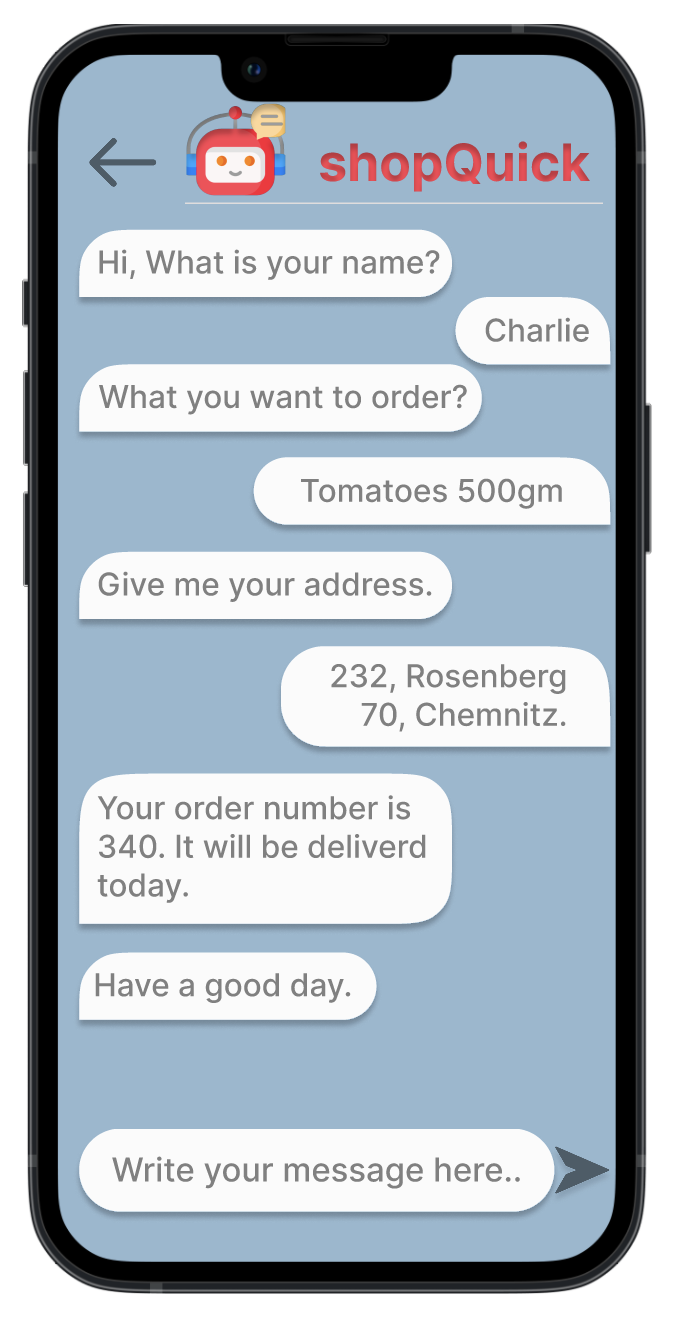 shopQuick
Hi, What is your name?
Charlie
What you want to order?
Tomatoes 500gm
Give me your address.
232, Rosenberg
70, Chemnitz.
Your order number is
340. It will be deliverd
today.
Have a good day.
Write your message here..